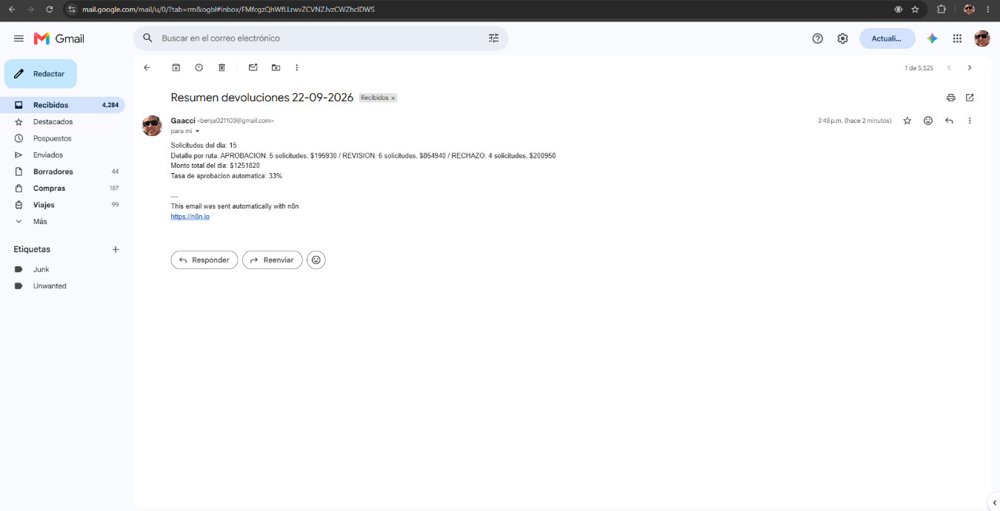 mail.google.com/mail/u/0/?tab=rm&ogbl#inbox/FMfcgzQhWfLLrwvZCVNZJvzCWZhclDWS
Gmail
Buscar en el correo electrónico
Actuali...
Redactar
1 de 5,525
Recibidos 4,284
Destacados
Pospuestos
Enviados
Borradores 44
Compras 187
Viajes 99
Más
Etiquetas
Junk
Unwanted
Resumen devoluciones 22-09-2026 Recibidos ×
Gaacci <benja021103@gmail.com> 3:48 p.m. (hace 2 minutos)
para mí
Solicitudes del dia: 15
Detalle por ruta: APROBACION: 5 solicitudes, $195930 / REVISION: 6 solicitudes, $854940 / RECHAZO: 4 solicitudes, $200950
Monto total del dia: $1251820
Tasa de aprobacion automatica: 33%
---
This email was sent automatically with n8n
https://n8n.io
Responder Reenviar